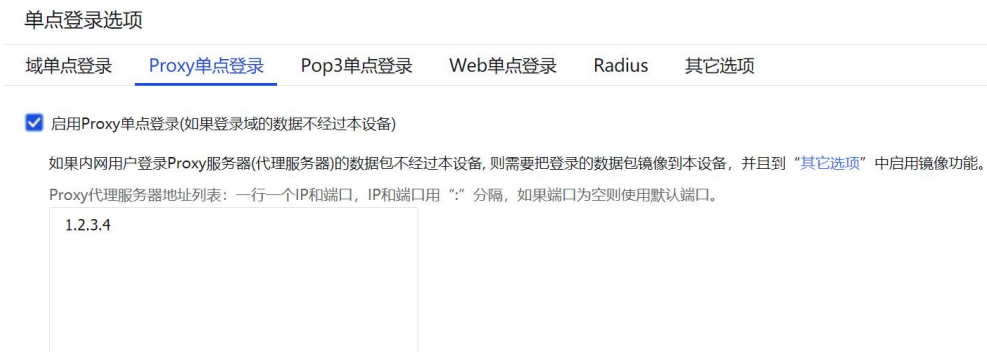 单点登录选项
域单点登录 Proxy单点登录 Pop3单点登录 Web单点登录 Radius 其它选项
启用Proxy单点登录(如果登录域的数据不经过本设备)
如果内网用户登录Proxy服务器(代理服务器)的数据包不经过本设备, 则需要把登录的数据包镜像到本设备，并且到“其它选项”中启用镜像功能。
Proxy代理服务器地址列表：一行一个IP和端口，IP和端口用“:”分隔，如果端口为空则使用默认端口。
1.2.3.4